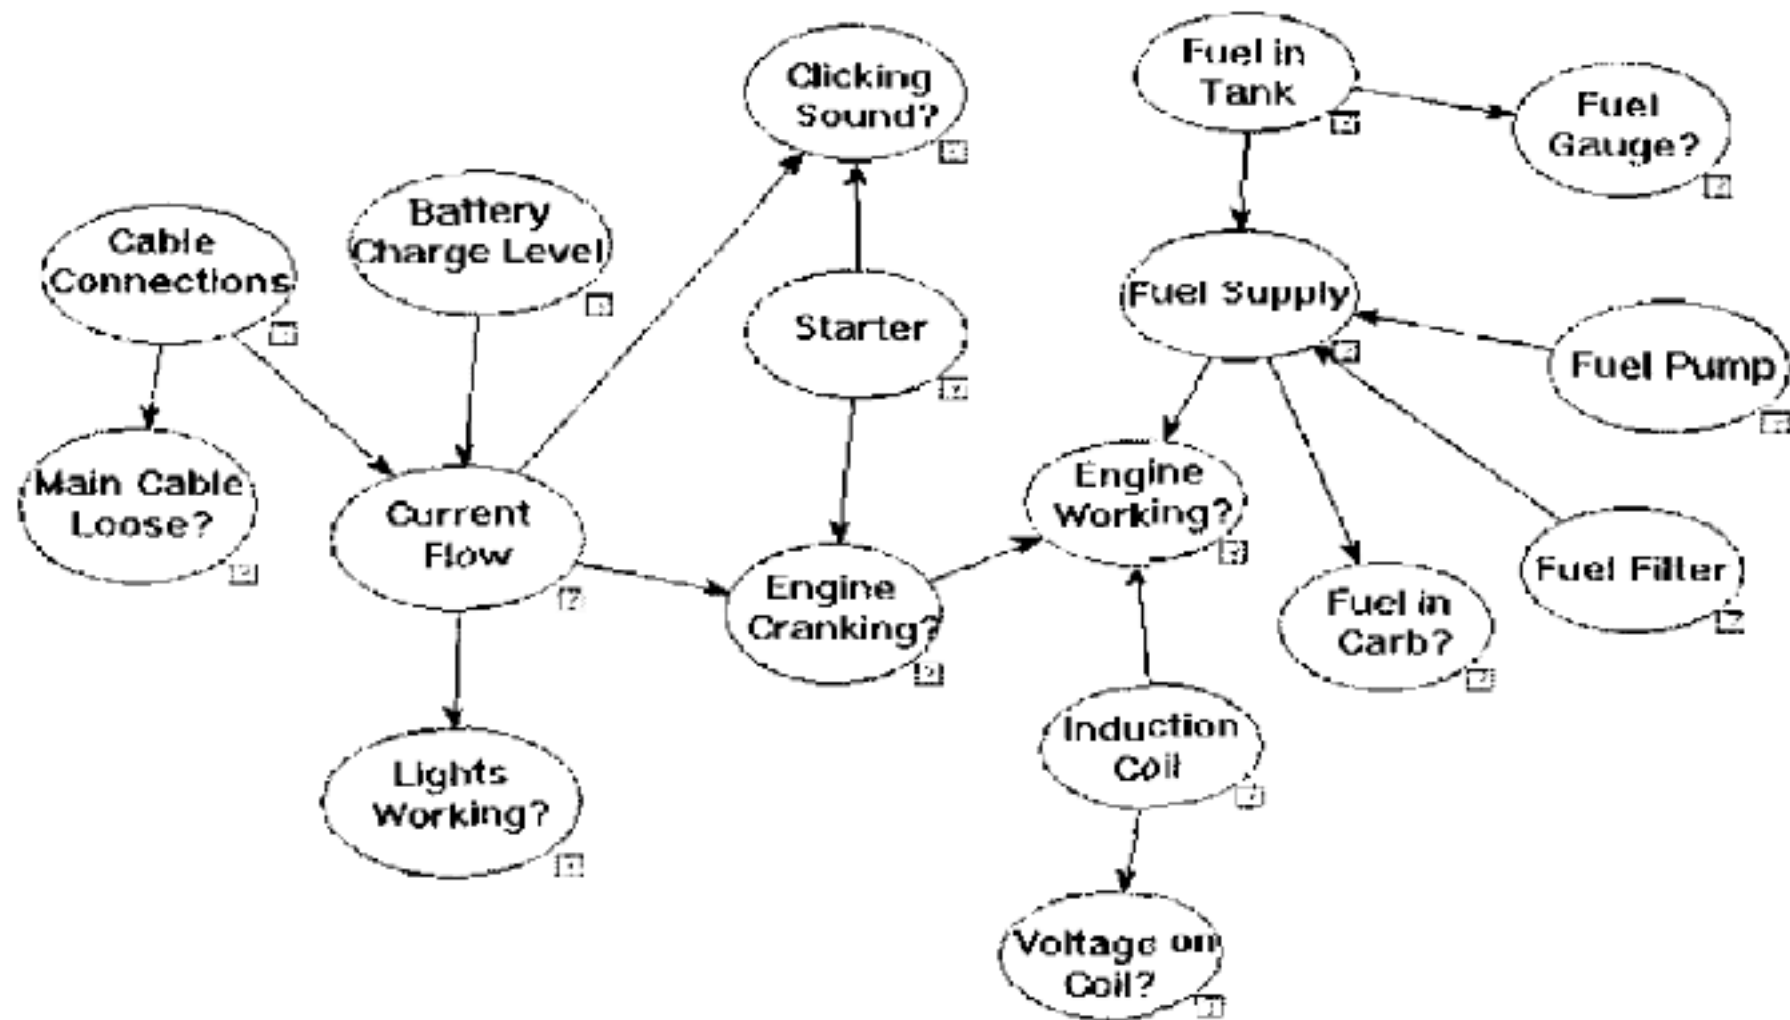 Clicking
Sound?
Fuel in
Tank
Fuel
Gauge?
Battery
Charge Level
Cable
Connections
Starter
Fuel Supply
Fuel Pump
Main Cable
Loose?
Current
Flow
Engine
Working?
Fuel Filter
Engine
Cranking?
Fuel in
Carb?
Lights
Working?
Induction
Coil
Voltage on
Coil?